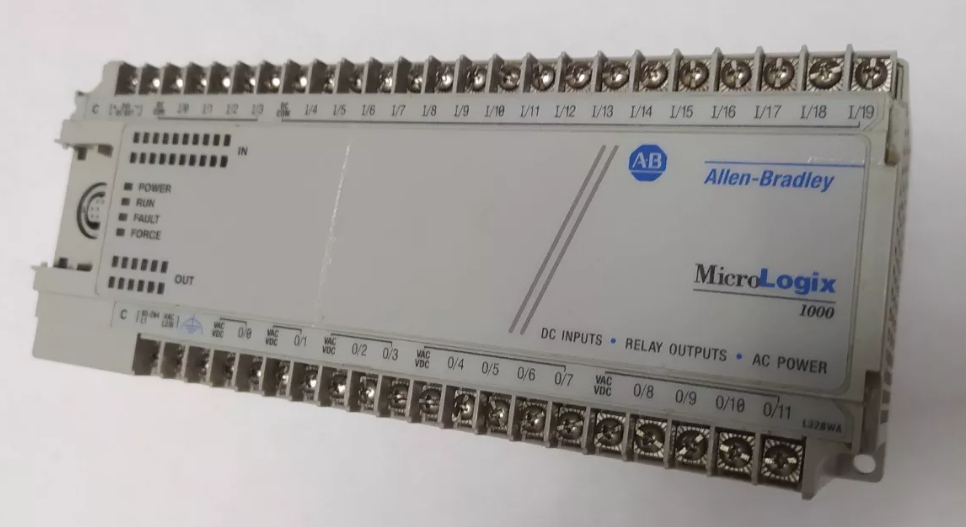 C DC COM I/0 I/1 I/2 I/3 DC COM I/4 I/5 I/6 I/7 I/8 I/9 I/10 I/11 I/12 I/13 I/14 I/15 I/16 I/17 I/18 I/19
IN
POWER
RUN
FAULT
FORCE
OUT
AB
Allen-Bradley
MicroLogix
1000
DC INPUTS • RELAY OUTPUTS • AC POWER
C VAC VDC O/0 VAC VDC O/1 VAC VDC O/2 O/3 VAC VDC O/4 O/5 O/6 O/7 VAC VDC O/8 O/9 O/10 O/11
L32BWA